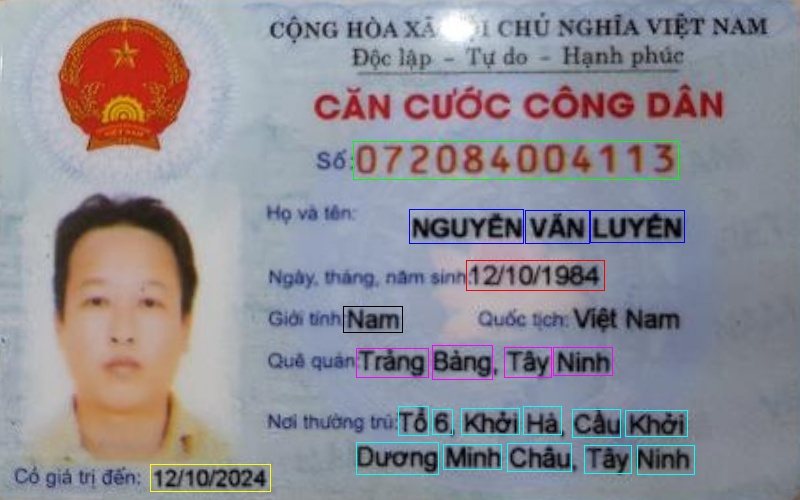 CỘNG HÒA XÃ CHỦ NGHĨA VIỆT NAM
Độc lập - Tự do - Hạnh phúc
CĂN CƯỚC CÔNG DÂN
Số: 072084004113
Họ và tên: NGUYỄN VĂN LUYẾN
Ngày, tháng, năm sinh: 12/10/1984
Giới tính: Nam Quốc tịch: Việt Nam
Quê quán: Trảng Bàng, Tây Ninh
Nơi thường trú: Tổ 6, Khởi Hà, Cầu Khởi
Dương Minh Châu, Tây Ninh
Có giá trị đến: 12/10/2024